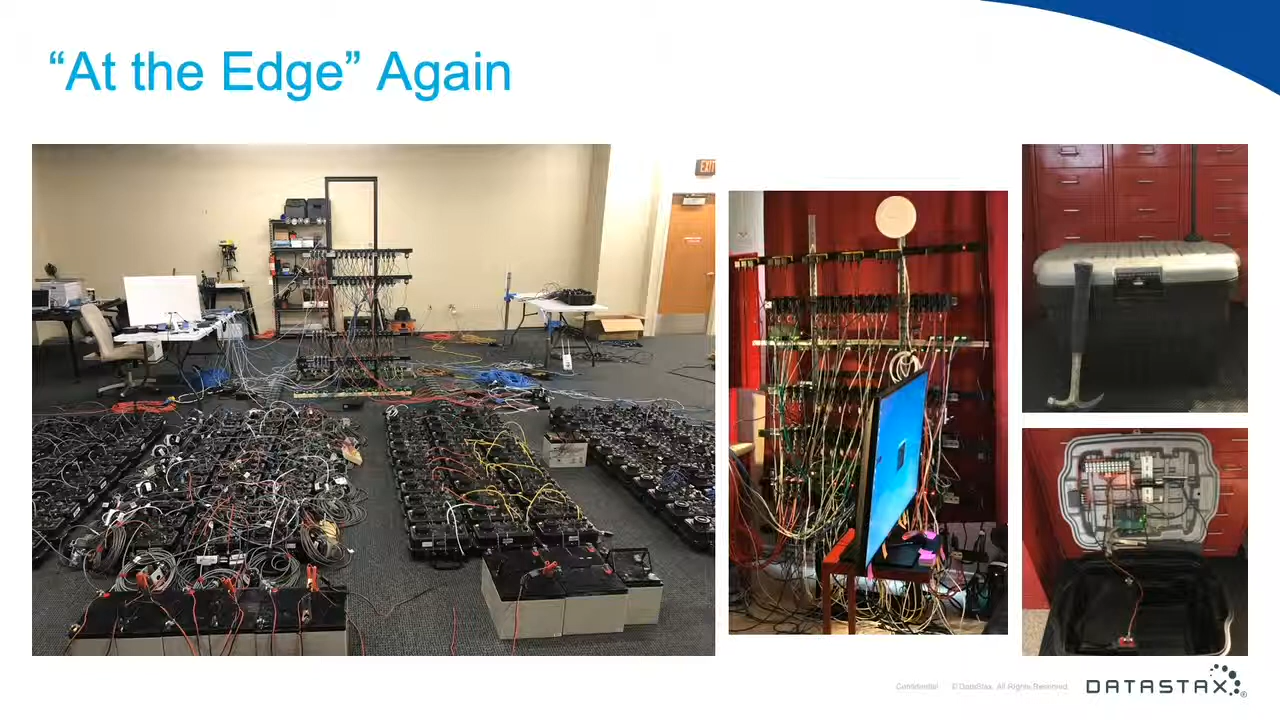 “At the Edge” Again
EXIT
Confidential
© DataStax. All Rights Reserved.
DATASTAX